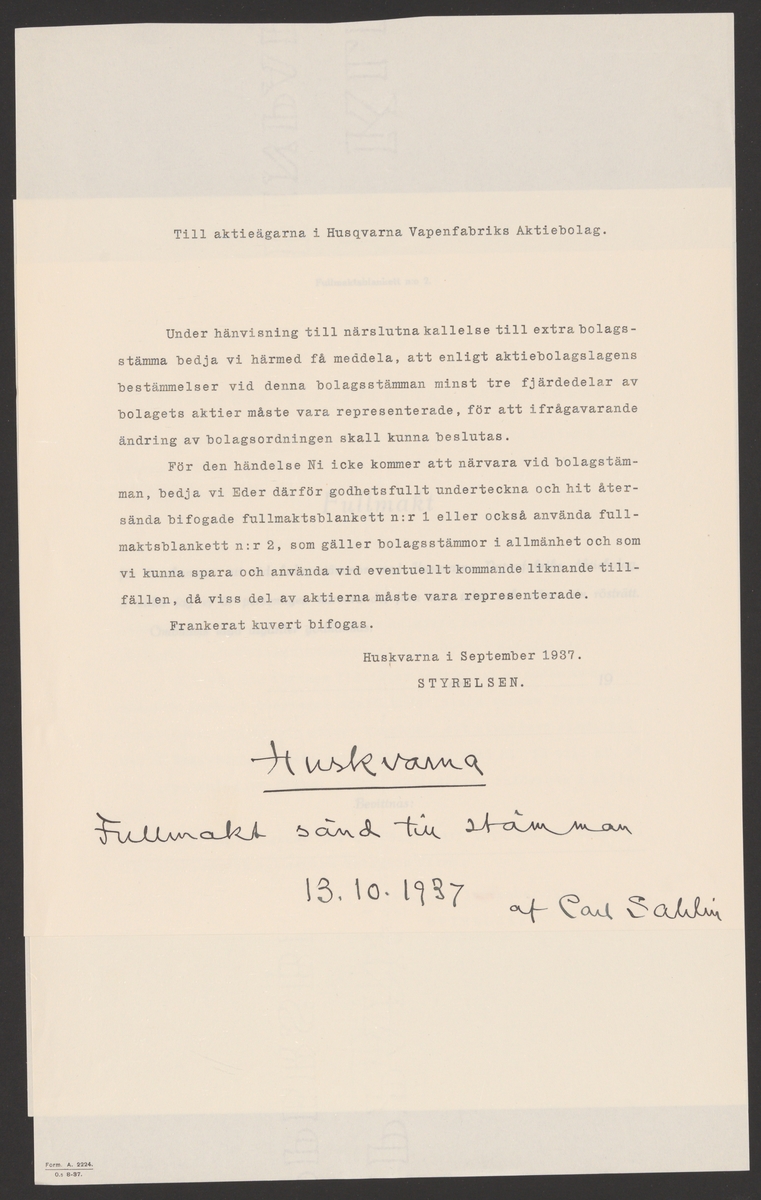 Till aktieägarna i Husqvarna Vapenfabriks Aktiebolag.
Under hänvisning till närslutna kallelse till extra bolags-
stämma bedja vi härmed få meddela, att enligt aktiebolagslagens
bestämmelser vid denna bolagsstämman minst tre fjärdedelar av
bolagets aktier måste vara representerade, för att ifrågavarande
ändring av bolagsordningen skall kunna beslutas.
För den händelse Ni icke kommer att närvara vid bolagstäm-
man, bedja vi Eder därför godhetsfullt underteckna och hit åter-
sända bifogade fullmaktsblankett n:r 1 eller också använda full-
maktsblankett n:r 2, som gäller bolagsstämmor i allmänhet och som
vi kunna spara och använda vid eventuellt kommande liknande till-
fällen, då viss del av aktierna måste vara representerade.
Frankerat kuvert bifogas.
Huskvarna i September 1937.
STYRELSEN.
Huskvarna
Fullmakt sänd till stämman
13.10.1937
af Carl Sahlin
Form. A. 2224.
G:s 8-37.